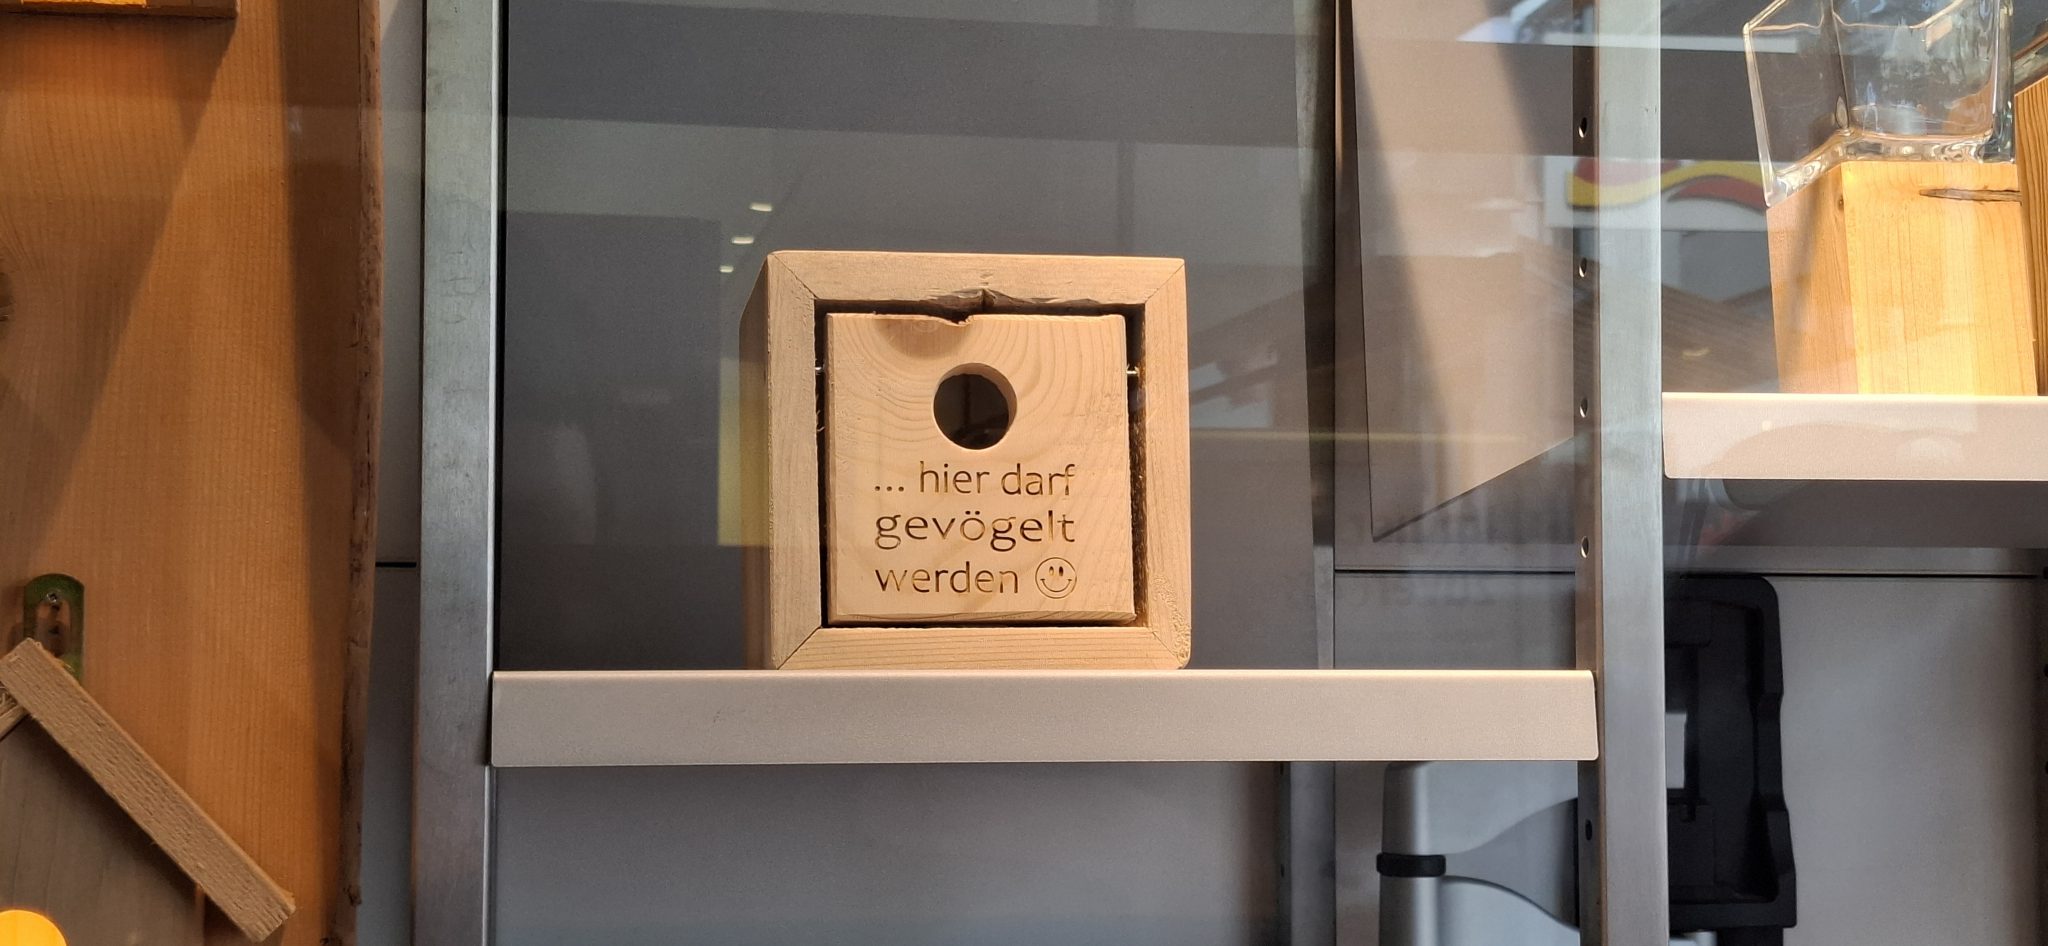 ... hier darf
gevögelt
werden ☺